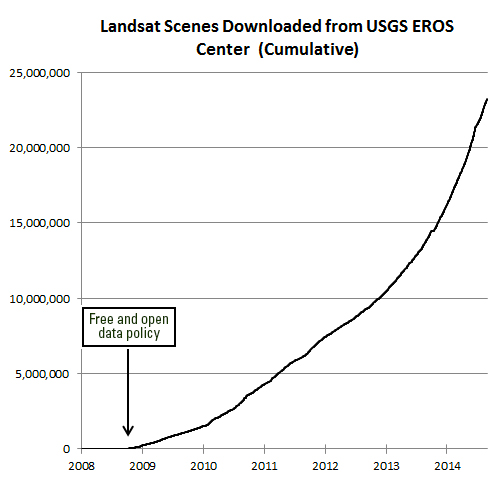 Landsat Scenes Downloaded from USGS EROS
Center (Cumulative)
25,000,000
20,000,000
15,000,000
10,000,000
Free and open
data policy
5,000,000
0
2008 2009 2010 2011 2012 2013 2014